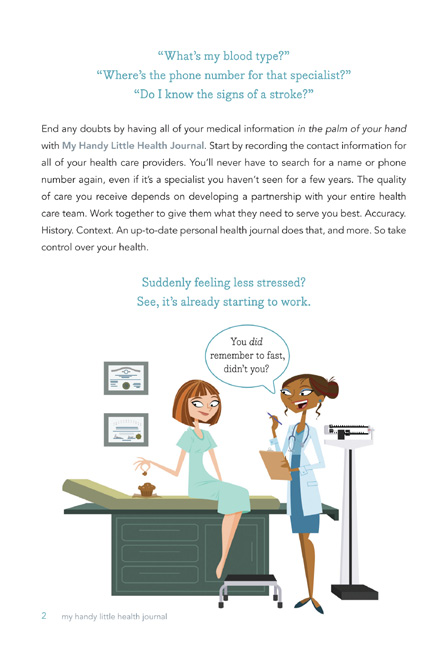 “What’s my blood type?”
“Where’s the phone number for that specialist?”
“Do I know the signs of a stroke?”
End any doubts by having all of your medical information in the palm of your hand
with My Handy Little Health Journal. Start by recording the contact information for
all of your health care providers. You’ll never have to search for a name or phone
number again, even if it’s a specialist you haven’t seen for a few years. The quality
of care you receive depends on developing a partnership with your entire health
care team. Work together to give them what they need to serve you best. Accuracy.
History. Context. An up-to-date personal health journal does that, and more. So take
control over your health.
Suddenly feeling less stressed?
See, it’s already starting to work.
You did
remember to fast,
didn’t you?
2 my handy little health journal